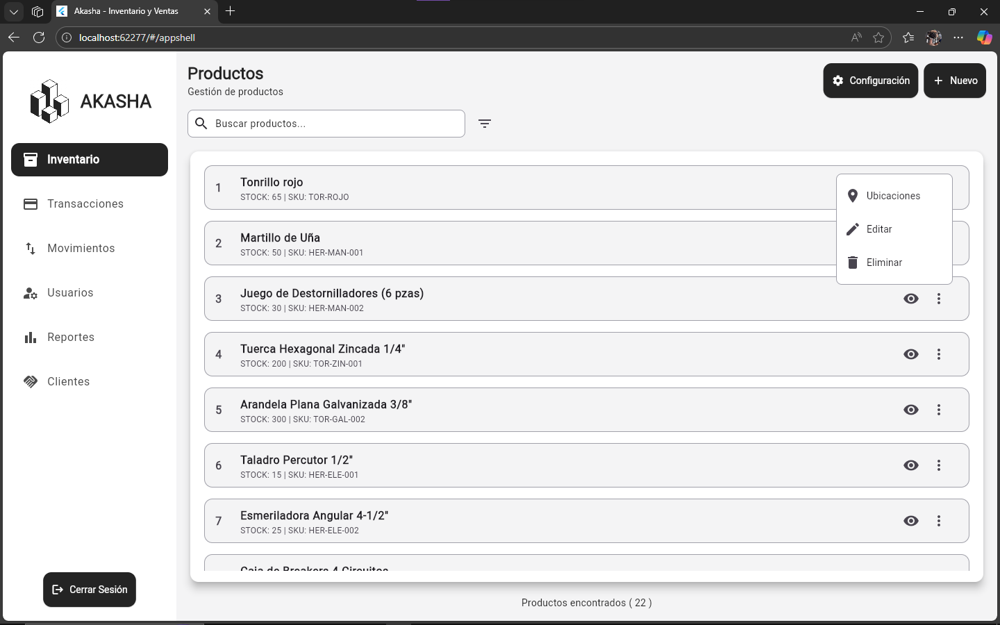 Akasha - Inventario y Ventas
localhost:62277/#/appshell
AKASHA
Inventario
Transacciones
Movimientos
Usuarios
Reportes
Clientes
Cerrar Sesión
Productos
Gestión de productos
Configuración
Nuevo
Buscar productos...
1
Tonrillo rojo
STOCK: 65 | SKU: TOR-ROJO
2
Martillo de Uña
STOCK: 50 | SKU: HER-MAN-001
Ubicaciones
Editar
Eliminar
3
Juego de Destornilladores (6 pzas)
STOCK: 30 | SKU: HER-MAN-002
4
Tuerca Hexagonal Zincada 1/4"
STOCK: 200 | SKU: TOR-ZIN-001
5
Arandela Plana Galvanizada 3/8"
STOCK: 300 | SKU: TOR-GAL-002
6
Taladro Percutor 1/2"
STOCK: 15 | SKU: HER-ELE-001
7
Esmeriladora Angular 4-1/2"
STOCK: 25 | SKU: HER-ELE-002
Caja de Breakers 4 Circuitos
Productos encontrados ( 22 )